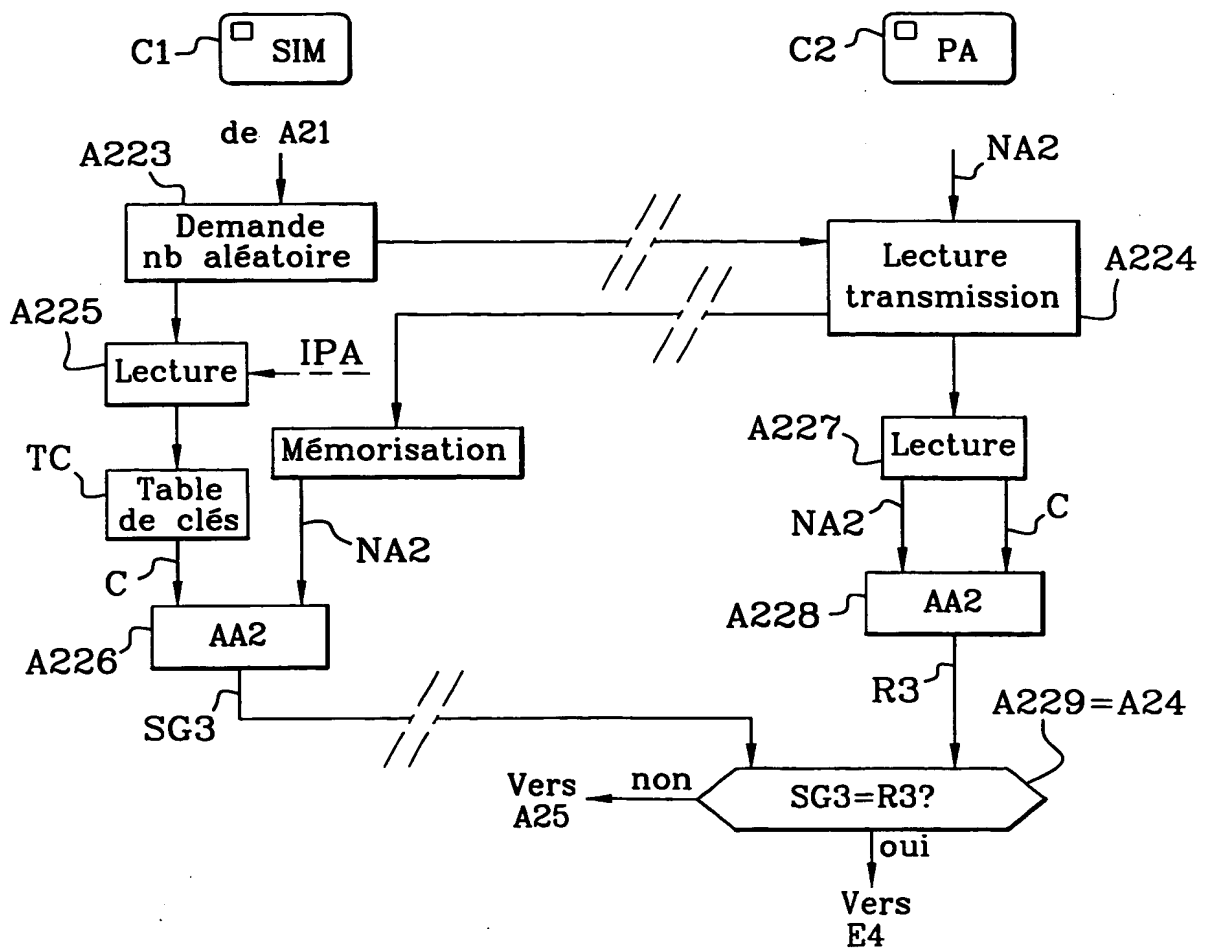 C1
SIM
C2
PA
de A21
A223
NA2
Demande
nb aléatoire
Lecture
transmission
A224
A225
IPA
Lecture
A227
Lecture
Mémorisation
TC
Table
de clés
NA2
C
NA2
C
A228
AA2
AA2
A226
SG3
R3
A229=A24
Vers
A25
non
SG3=R3?
oui
Vers
E4